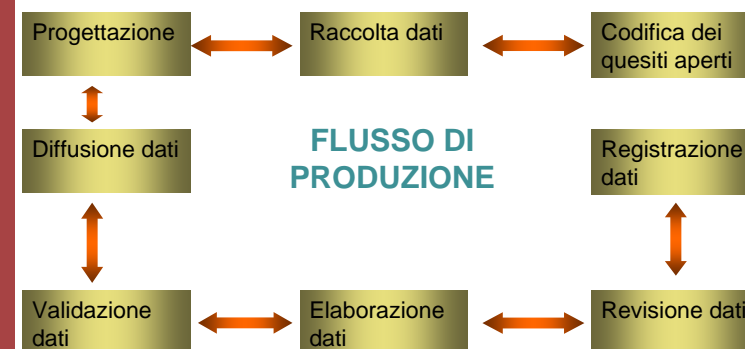 Progettazione
Raccolta dati
Codifica dei
quesiti aperti
Diffusione dati
FLUSSO DI
PRODUZIONE
Registrazione
dati
Validazione
dati
Elaborazione
dati
Revisione dati